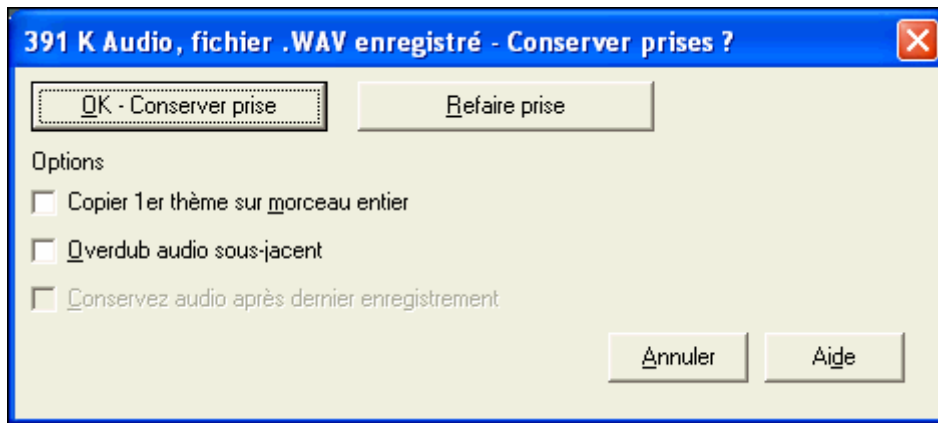 391 K Audio, fichier .WAV enregistré - Conserver prises ?
OK - Conserver prise
Refaire prise
Options
Copier 1er thème sur morceau entier
Overdub audio sous-jacent
Conservez audio après dernier enregistrement
Annuler
Aide